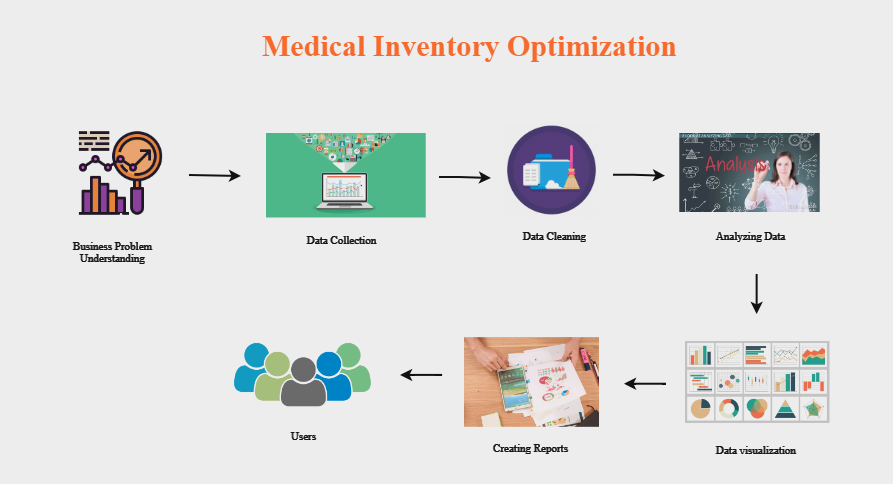 Medical Inventory Optimization
Business Problem
Understanding
Data Collection
Data Cleaning
Analysis
Analyzing Data
Users
Creating Reports
Data visualization